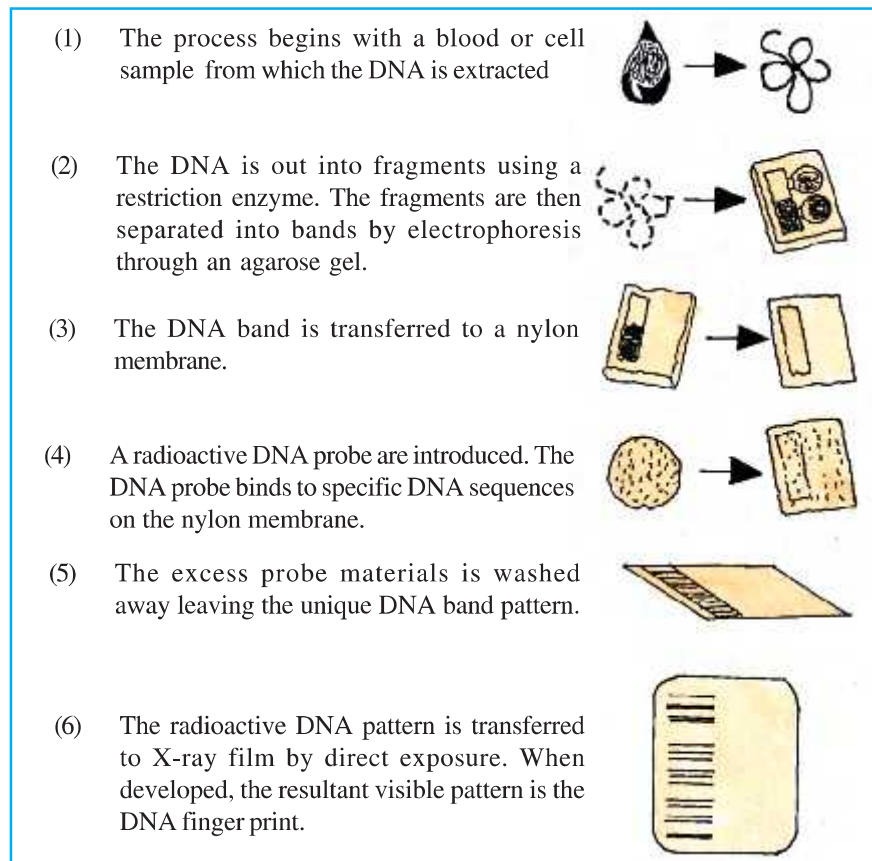 (1) The process begins with a blood or cell
sample from which the DNA is extracted
(2) The DNA is out into fragments using a
restriction enzyme. The fragments are then
separated into bands by electrophoresis
through an agarose gel.
(3) The DNA band is transferred to a nylon
membrane.
(4) A radioactive DNA probe are introduced. The
DNA probe binds to specific DNA sequences
on the nylon membrane.
(5) The excess probe materials is washed
away leaving the unique DNA band pattern.
(6) The radioactive DNA pattern is transferred
to X-ray film by direct exposure. When
developed, the resultant visible pattern is the
DNA finger print.